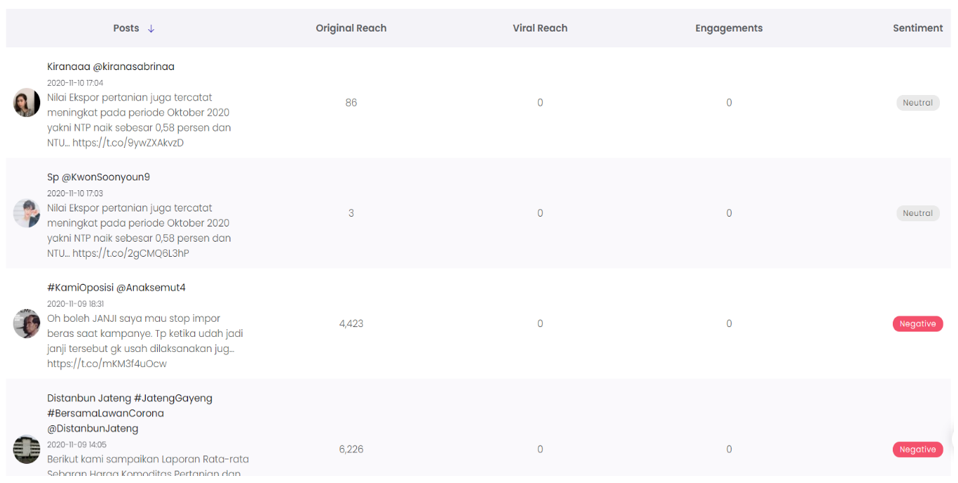 Posts ↓ Original Reach Viral Reach Engagements Sentiment
Kiranaaa @kiranasabrinaa
2020-11-10 17:04
Nilai Ekspor pertanian juga tercatat
meningkat pada periode Oktober 2020
yakni NTP naik sebesar 0,58 persen dan
NTU... https://t.co/9ywZXAkvzD
86 0 0 Neutral
Sp @KwonSoonyoun9
2020-11-10 17:03
Nilai Ekspor pertanian juga tercatat
meningkat pada periode Oktober 2020
yakni NTP naik sebesar 0,58 persen dan
NTU... https://t.co/2gCMQ6L3hP
3 0 0 Neutral
#KamiOposisi @Anaksemut4
2020-11-09 18:31
Oh boleh JANJI saya mau stop impor
beras saat kampanye. Tp ketika udah jadi
janji tersebut gk usah dilaksanakan jug...
https://t.co/mKM3f4uOcw
4,423 0 0 Negative
Distanbun Jateng #JatengGayeng
#BersamaLawanCorona
@DistanbunJateng
2020-11-09 14:05
Berikut kami sampaikan Laporan Rata-rata
Sebaran Harga Komoditas Pertanian dan
6,226 0 0 Negative